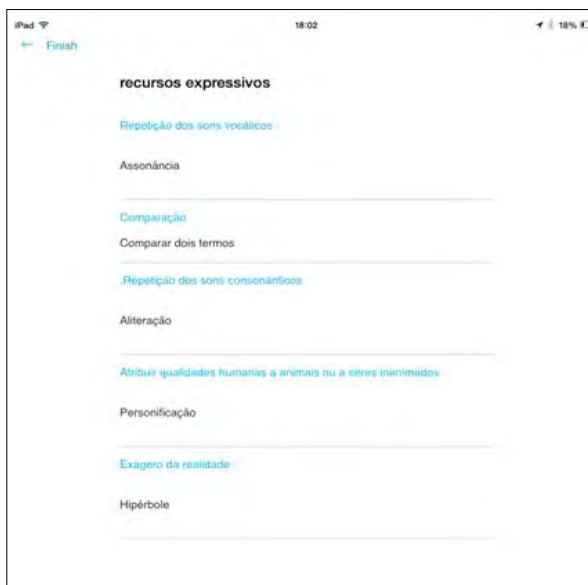 iPad 18:02 18%
← Finish
recursos expressivos
Repetição dos sons vocálicos
Assonância
Comparação
Comparar dois termos
.Repetição dos sons consonânticos
Aliteração
Atribuir qualidades humanas a animais ou a seres inanimados
Personificação
Exagero da realidade
Hipérbole